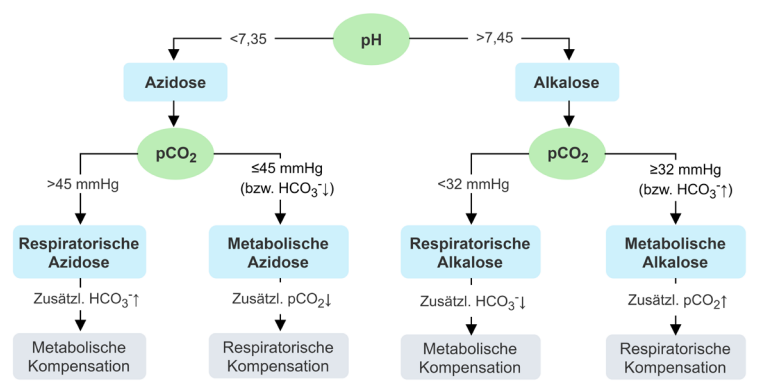 pH
<7,35
>7,45
Azidose
Alkalose
pCO₂
pCO₂
>45 mmHg
≤45 mmHg
(bzw. HCO₃⁻↓)
<32 mmHg
≥32 mmHg
(bzw. HCO₃⁻↑)
Respiratorische
Azidose
Metabolische
Azidose
Respiratorische
Alkalose
Metabolische
Alkalose
Zusätzl. HCO₃⁻↑
Zusätzl. pCO₂↓
Zusätzl. HCO₃⁻↓
Zusätzl. pCO₂↑
Metabolische
Kompensation
Respiratorische
Kompensation
Metabolische
Kompensation
Respiratorische
Kompensation